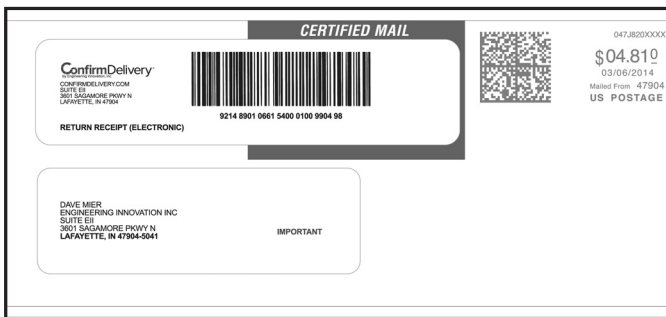 CERTIFIED MAIL
ConfirmDelivery
by Engineering Innovation, Inc
CONFIRMDELIVERY.COM
SUITE EII
3601 SAGAMORE PKWY N
LAFAYETTE, IN 47904
RETURN RECEIPT (ELECTRONIC)
9214 8901 0661 5400 0100 9904 98
047J820XXXX
$04.810
03/06/2014
Mailed From 47904
US POSTAGE
DAVE MIER
ENGINEERING INNOVATION INC
SUITE EII
3601 SAGAMORE PKWY N
LAFAYETTE, IN 47904-5041
IMPORTANT